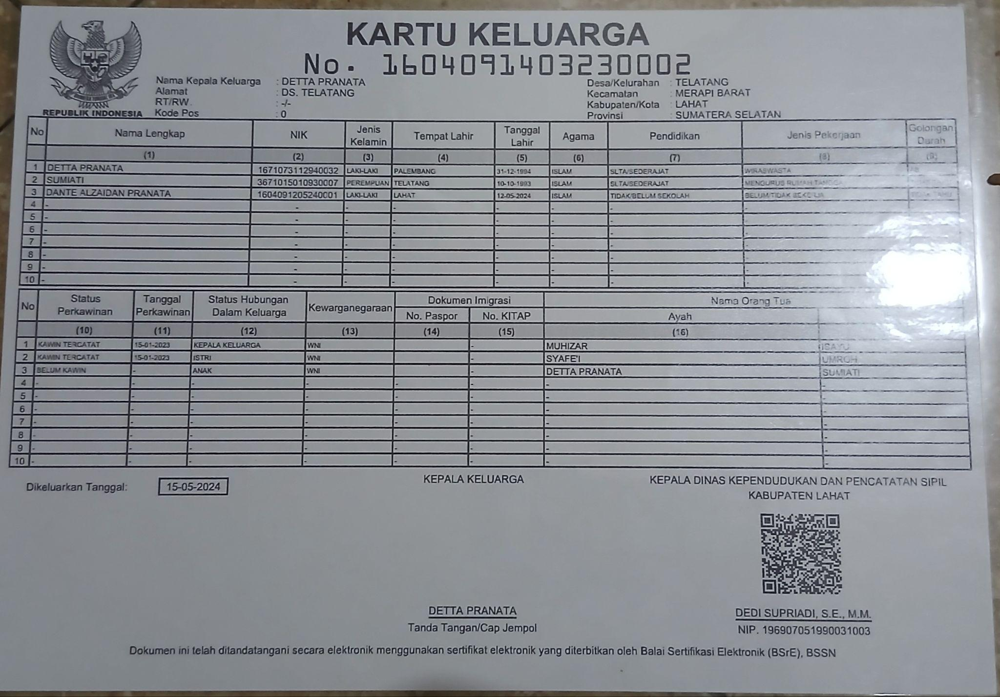 KARTU KELUARGA
No. 1604091403230002
Nama Kepala Keluarga : DETTA PRANATA
Alamat : DS. TELATANG
RT/RW. : -/-
Kode Pos : 0
Desa/Kelurahan : TELATANG
Kecamatan : MERAPI BARAT
Kabupaten/Kota : LAHAT
Provinsi : SUMATERA SELATAN
REPUBLIK INDONESIA
No Nama Lengkap NIK Jenis Kelamin Tempat Lahir Tanggal Lahir Agama Pendidikan Jenis Pekerjaan Golongan Darah
(1) (2) (3) (4) (5) (6) (7) (8) (9)
1 DETTA PRANATA 1671073112940032 LAKI-LAKI PALEMBANG 31-12-1994 ISLAM SLTA/SEDERAJAT WIRASWASTA
2 SUMIATI 3671015010930007 PEREMPUAN TELATANG 10-10-1993 ISLAM SLTA/SEDERAJAT MENGURUS RUMAH TANGGA
3 DANTE ALZAIDAN PRANATA 1604091205240001 LAKI-LAKI LAHAT 12-05-2024 ISLAM TIDAK/BELUM SEKOLAH BELUM/TIDAK BEKERJA TIDAK TAHU
4 - - - - - - - -
5 - - - - - - - -
6 - - - - - - - -
7 - - - - - - - -
8 - - - - - - - -
9 - - - - - - - -
10 - - - - - - - -
No Status Perkawinan Tanggal Perkawinan Status Hubungan Dalam Keluarga Kewarganegaraan Dokumen Imigrasi Nama Orang Tua
No. Paspor No. KITAP Ayah
(10) (11) (12) (13) (14) (15) (16)
1 KAWIN TERCATAT 15-01-2023 KEPALA KELUARGA WNI - MUHIZAR ISAYU
2 KAWIN TERCATAT 15-01-2023 ISTRI WNI - SYAFE'I UMROH
3 BELUM KAWIN - ANAK WNI - DETTA PRANATA SUMIATI
4 - - - - - - - -
5 - - - - - - - -
6 - - - - - - - -
7 - - - - - - - -
8 - - - - - - - -
9 - - - - - - - -
10 - - - - - - - -
Dikeluarkan Tanggal: 15-05-2024
KEPALA KELUARGA
DETTA PRANATA
Tanda Tangan/Cap Jempol
KEPALA DINAS KEPENDUDUKAN DAN PENCATATAN SIPIL
KABUPATEN LAHAT
DEDI SUPRIADI, S.E., M.M.
NIP. 196907051990031003
Dokumen ini telah ditandatangani secara elektronik menggunakan sertifikat elektronik yang diterbitkan oleh Balai Sertifikasi Elektronik (BSrE), BSSN